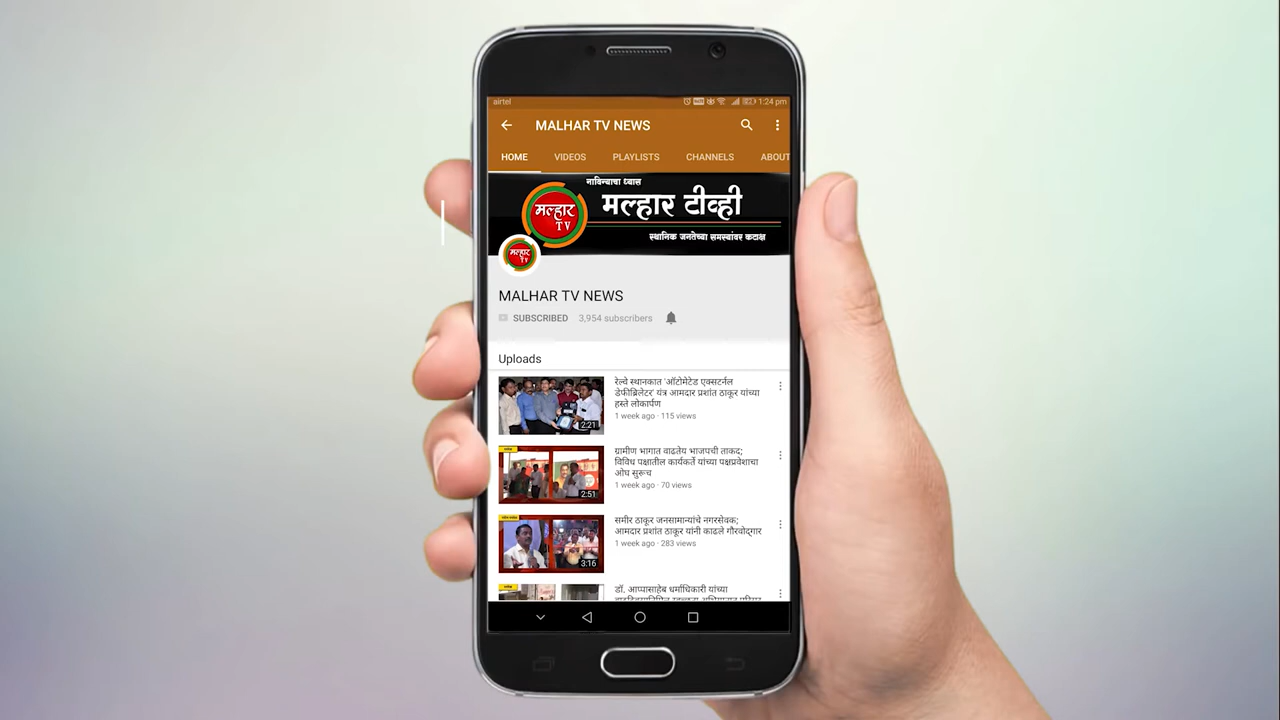 airtel
1:24 pm
MALHAR TV NEWS
HOME VIDEOS PLAYLISTS CHANNELS ABOUT
नाविन्याचा ध्यास
मल्हार टीव्ही
मल्हार
TV
स्थानिक जनतेच्या समस्यांवर कटाक्ष
मल्हार
TV
MALHAR TV NEWS
SUBSCRIBED 3,954 subscribers
Uploads
रेल्वे स्थानकात 'ऑटोमेटेड एक्सटर्नल
डेफीब्रिलेटर' यंत्र आमदार प्रशांत ठाकूर यांच्या
हस्ते लोकार्पण
1 week ago · 115 views
2:21
ग्रामीण भागात वाढतेय भाजपची ताकद;
विविध पक्षातील कार्यकर्ते यांच्या पक्षप्रवेशाचा
ओघ सुरूच
1 week ago · 70 views
2:51
समीर ठाकूर जनसामान्यांचे नगरसेवक;
आमदार प्रशांत ठाकूर यांनी काढले गौरवोद्गार
1 week ago · 283 views
3:16
डॉ. आप्पासाहेब धर्माधिकारी यांच्या